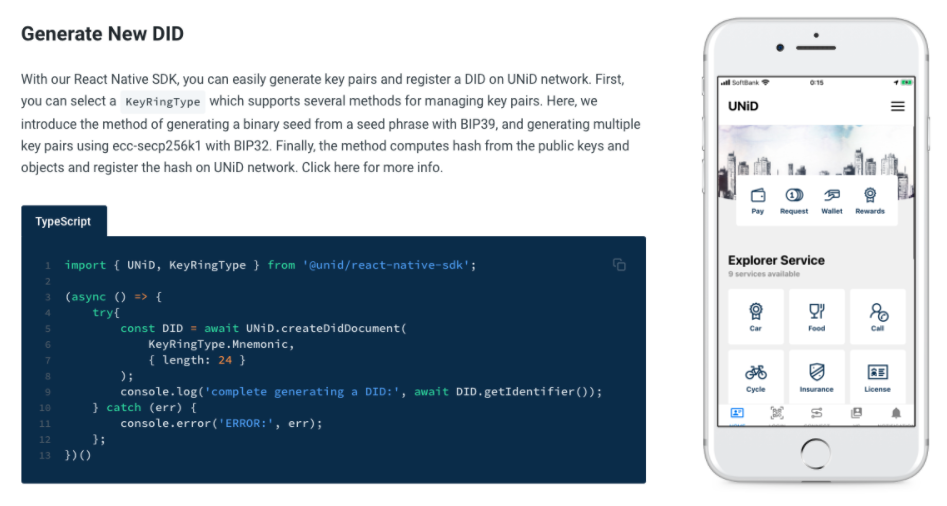 Generate New DID
With our React Native SDK, you can easily generate key pairs and register a DID on UNiD network. First,
you can select a KeyRingType which supports several methods for managing key pairs. Here, we
introduce the method of generating a binary seed from a seed phrase with BIP39, and generating multiple
key pairs using ecc-secp256k1 with BIP32. Finally, the method computes hash from the public keys and
objects and register the hash on UNiD network. Click here for more info.
TypeScript
1 import { UNiD, KeyRingType } from '@unid/react-native-sdk';
2
3 (async () => {
4     try{
5         const DID = await UNiD.createDidDocument(
6             KeyRingType.Mnemonic,
7             { length: 24 }
8         );
9         console.log('complete generating a DID:', await DID.getIdentifier());
10     } catch (err) {
11         console.error('ERROR:', err);
12     };
13 })()
SoftBank 0:15
UNiD
Pay Request Wallet Rewards
Explorer Service
9 services available
Car Food Call
Cycle Insurance License